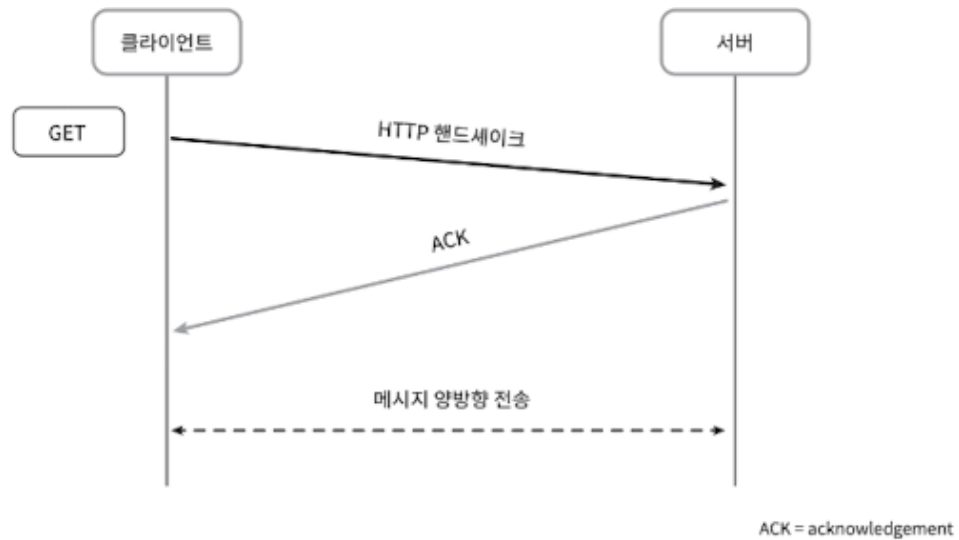 클라이언트
서버
GET
HTTP 핸드셰이크
ACK
메시지 양방향 전송
ACK = acknowledgement